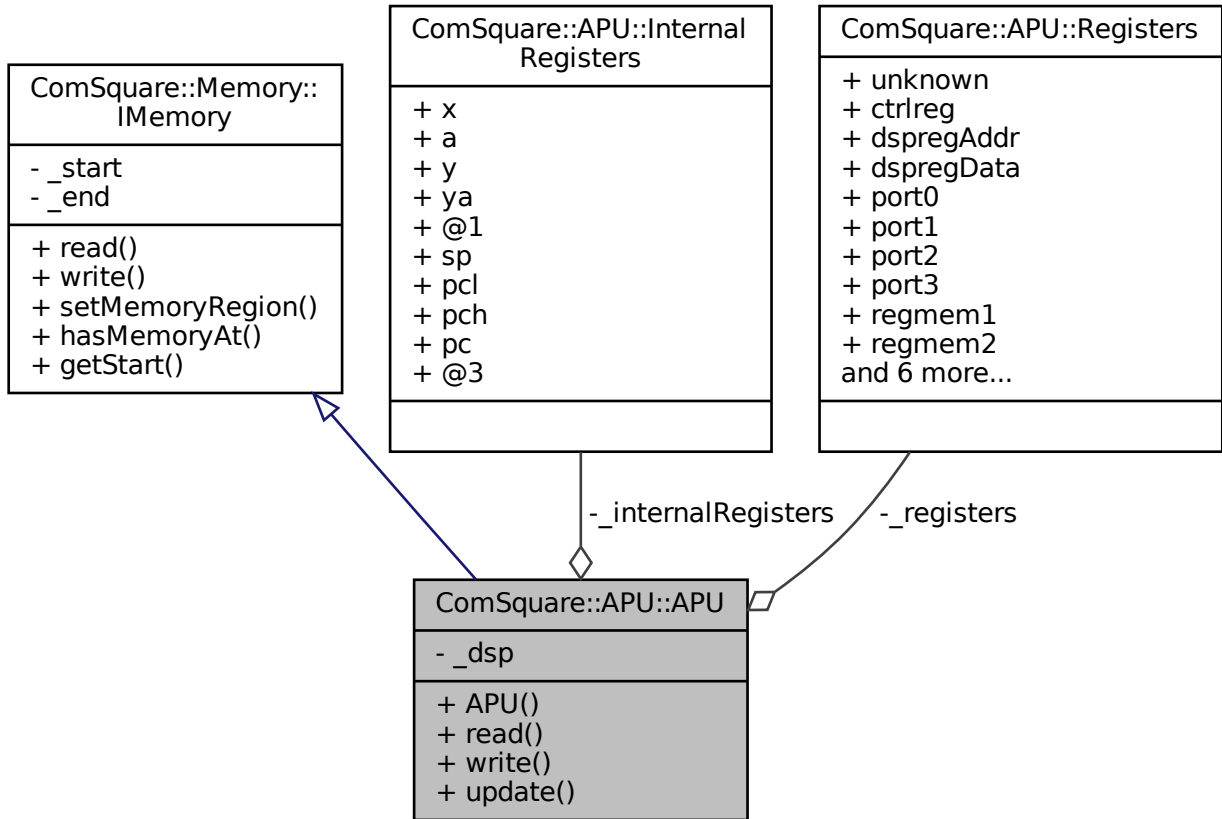 ComSquare::Memory::
IMemory
- _start
- _end
+ read()
+ write()
+ setMemoryRegion()
+ hasMemoryAt()
+ getStart()
ComSquare::APU::Internal
Registers
+ x
+ a
+ y
+ ya
+ @1
+ sp
+ pcl
+ pch
+ pc
+ @3
ComSquare::APU::Registers
+ unknown
+ ctrlreg
+ dspregAddr
+ dspregData
+ port0
+ port1
+ port2
+ port3
+ regmem1
+ regmem2
and 6 more...
-_internalRegisters
-_registers
ComSquare::APU::APU
- _dsp
+ APU()
+ read()
+ write()
+ update()